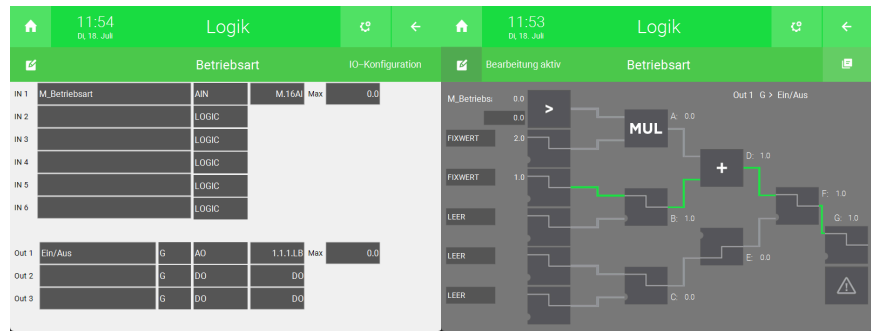 11:54
Di, 18. Juli
Logik
Betriebsart
IO-Konfiguration
IN 1 M_Betriebsart AIN M.16AI Max 0.0
IN 2 LOGIC
IN 3 LOGIC
IN 4 LOGIC
IN 5 LOGIC
IN 6 LOGIC
Out 1 Ein/Aus G AO 1.1.1.LB Max 0.0
Out 2 G DO DO
Out 3 G DO DO
11:53
Di, 18. Juli
Logik
Bearbeitung aktiv
Betriebsart
M_Betriebs: 0.0
0.0
>
MUL
A: 0.0
Out 1 G > Ein/Aus
FIXWERT 2.0
+
D: 1.0
FIXWERT 1.0
F: 1.0
LEER
B: 1.0
G: 1.0
LEER
E: 0.0
LEER
C: 0.0